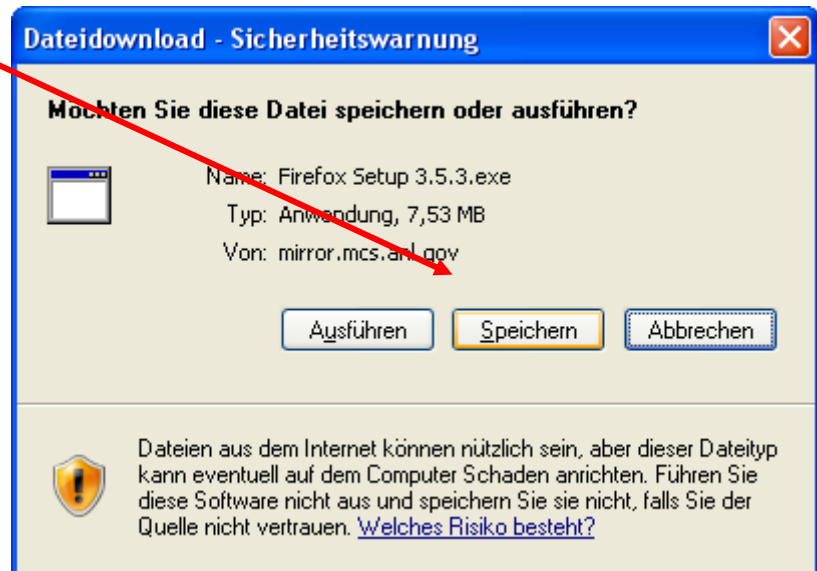 Dateidownload - Sicherheitswarnung
Möchten Sie diese Datei speichern oder ausführen?
Name: Firefox Setup 3.5.3.exe
Typ: Anwendung, 7,53 MB
Von: mirror.mcs.anl.gov
Ausführen Speichern Abbrechen
Dateien aus dem Internet können nützlich sein, aber dieser Dateityp
kann eventuell auf dem Computer Schaden anrichten. Führen Sie
diese Software nicht aus und speichern Sie sie nicht, falls Sie der
Quelle nicht vertrauen. Welches Risiko besteht?